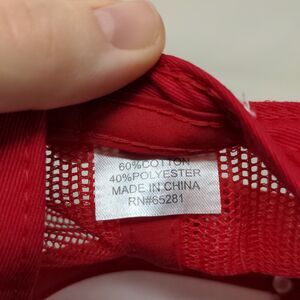 60%COTTON
40%POLYESTER
MADE IN CHINA
RN#65281